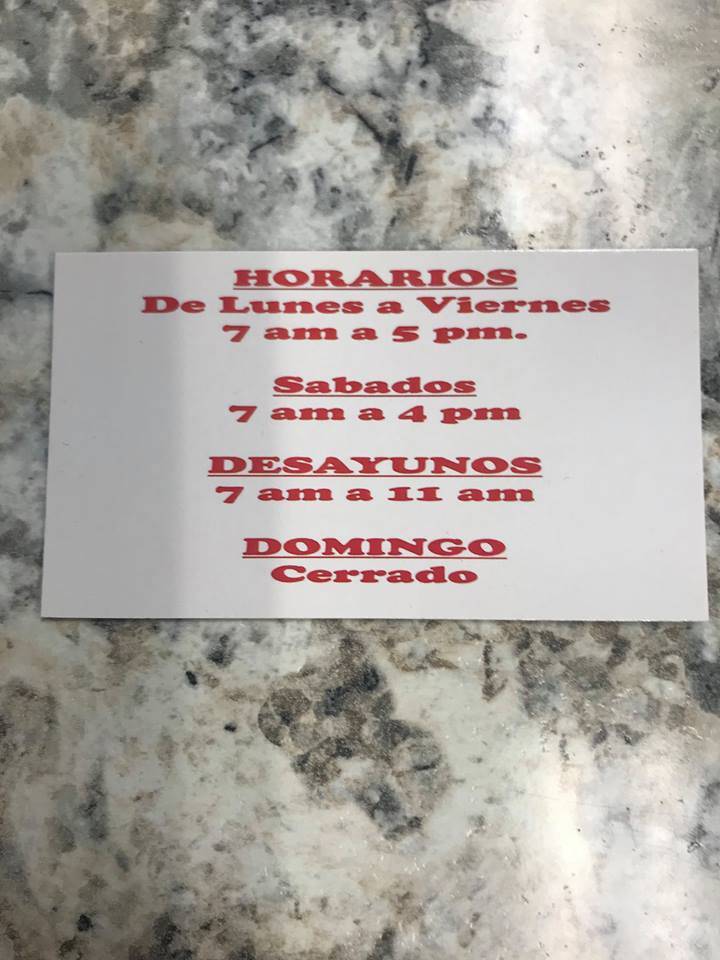 HORARIOS
De Lunes a Viernes
7 am a 5 pm.
Sabados
7 am a 4 pm
DESAYUNOS
7 am a 11 am
DOMINGO
Cerrado